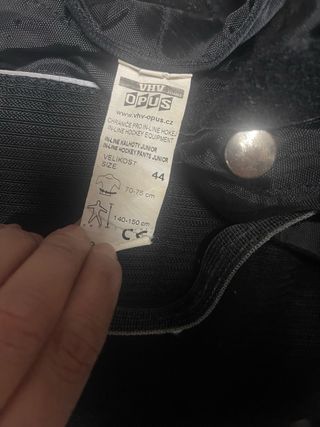 VHV
OPUS
www.vhv-opus.cz
CHRÁNIČE PRO IN-LINE HOKEJ
IN-LINE HOCKEY EQUIPMENT
IN-LINE KALHOTY JUNIOR
IN-LINE HOCKEY PANTS JUNIOR
VELIKOST
SIZE 44
70-75 cm
140-150 cm
CE